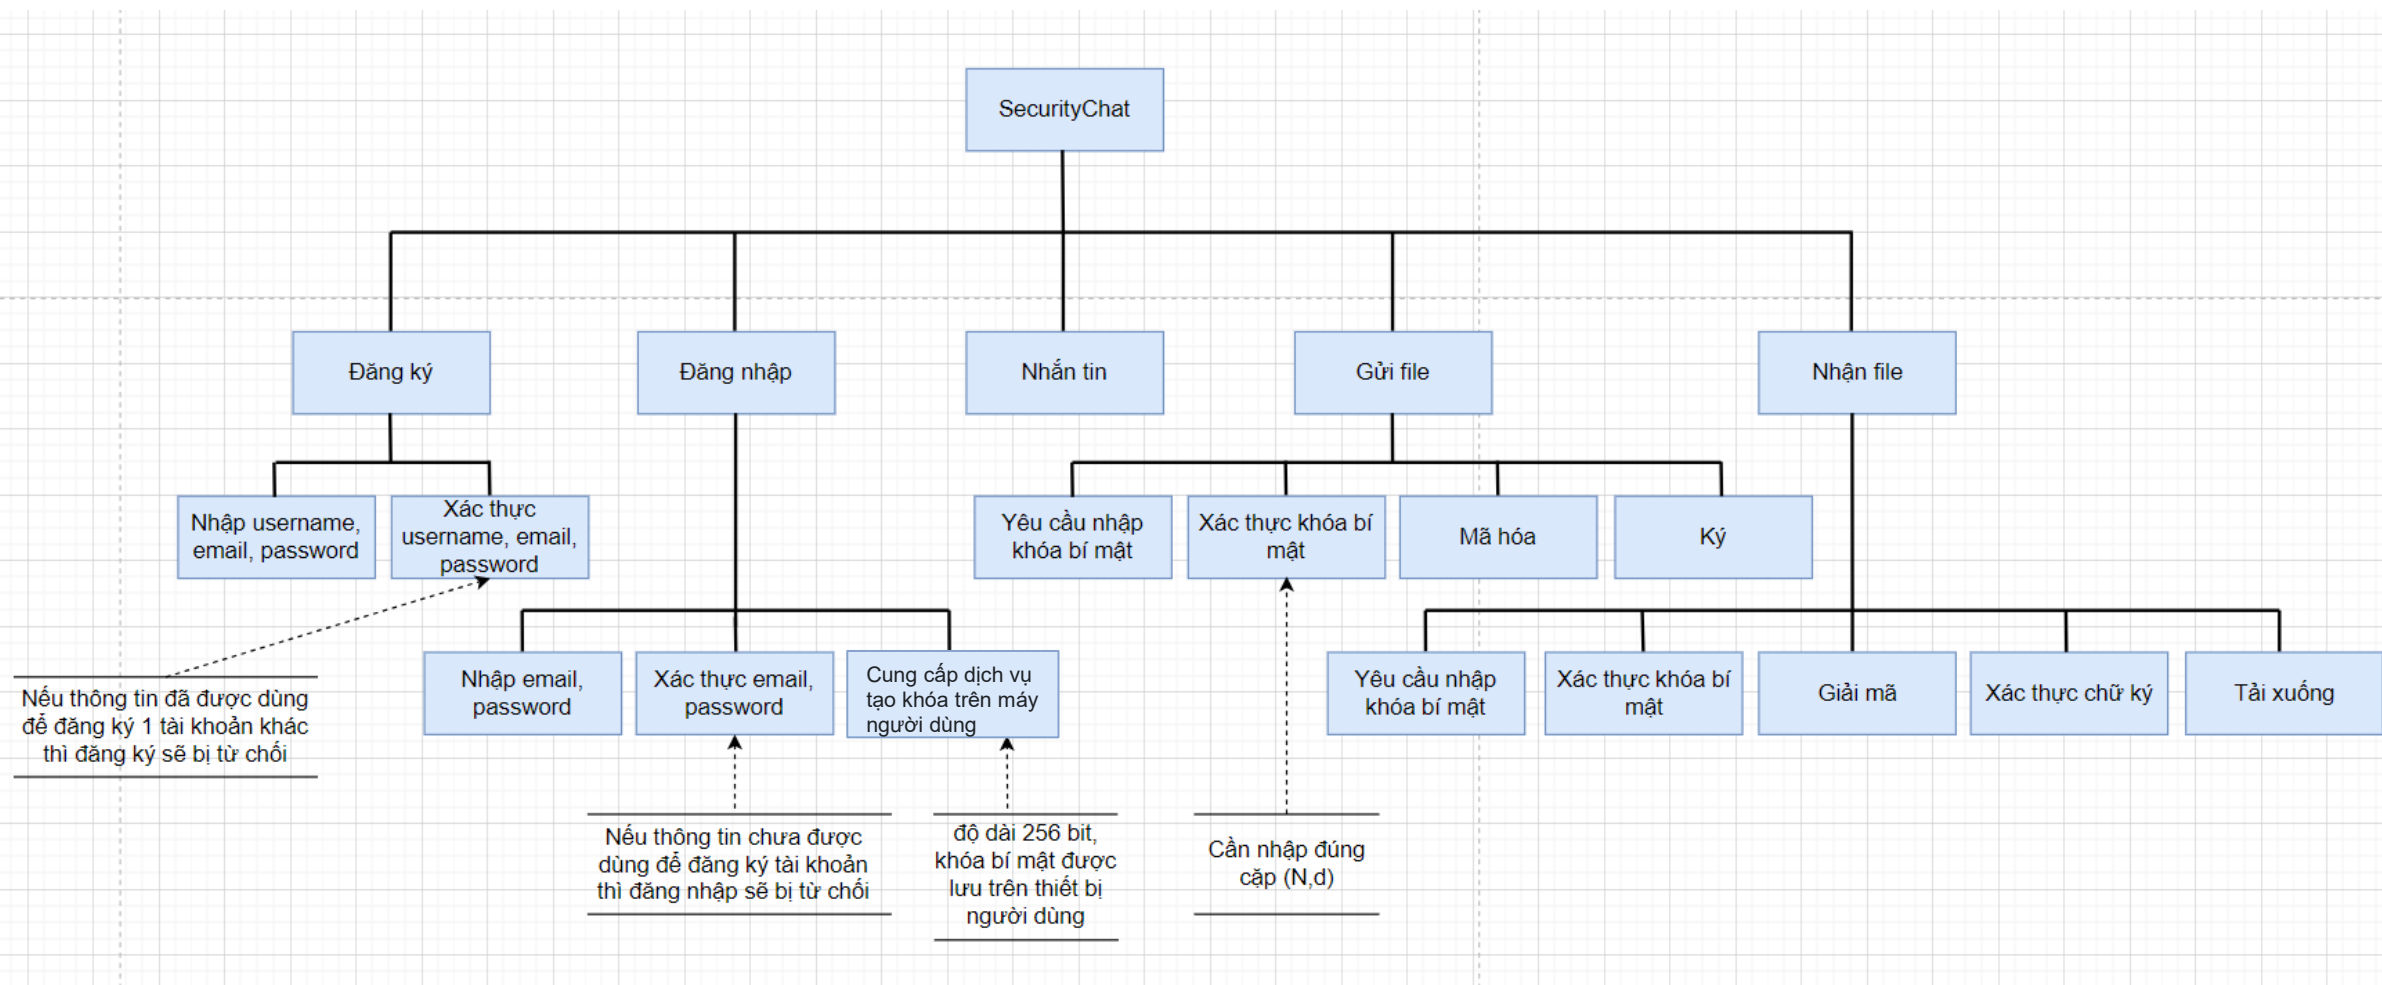 SecurityChat
Đăng ký
Đăng nhập
Nhắn tin
Gửi file
Nhận file
Nhập username,
email, password
Xác thực
username, email,
password
Yêu cầu nhập
khóa bí mật
Xác thực khóa bí
mật
Mã hóa
Ký
Nhập email,
password
Xác thực email,
password
Cung cấp dịch vụ
tạo khóa trên máy
người dùng
Yêu cầu nhập
khóa bí mật
Xác thực khóa bí
mật
Giải mã
Xác thực chữ ký
Tải xuống
Nếu thông tin đã được dùng
để đăng ký 1 tài khoản khác
thì đăng ký sẽ bị từ chối
Nếu thông tin chưa được
dùng để đăng ký tài khoản
thì đăng nhập sẽ bị từ chối
độ dài 256 bit,
khóa bí mật được
lưu trên thiết bị
người dùng
Cần nhập đúng
cặp (N,d)